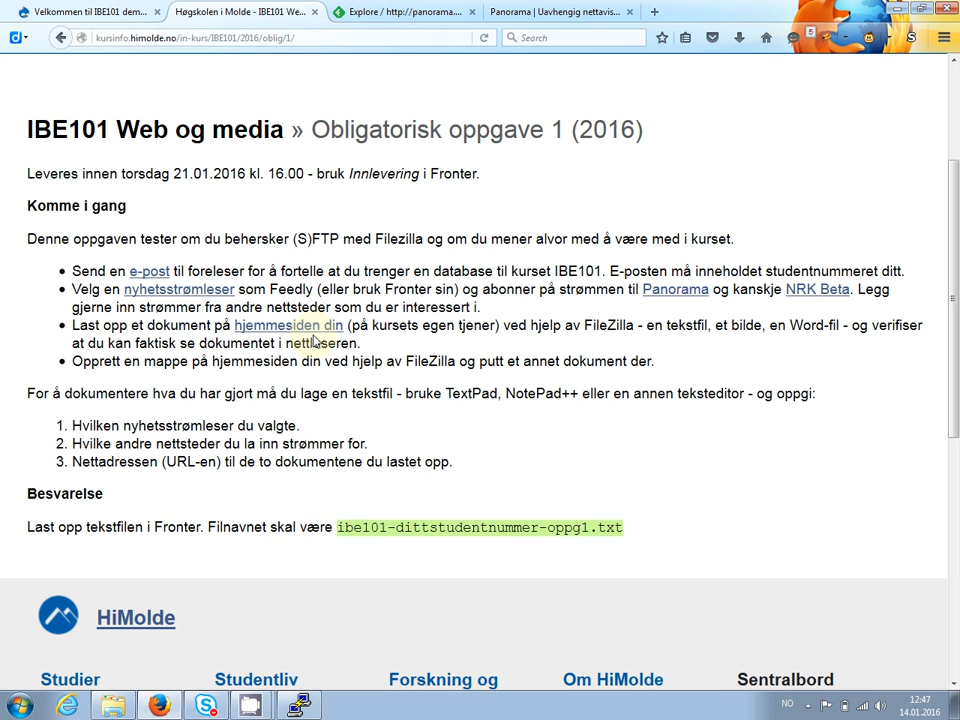 Velkommen til IBE101 dem...
Høgskolen i Molde - IBE101 We...
Explore / http://panorama....
Panorama | Uavhengig nettavis...
kursinfo.himolde.no/in-kurs/IBE101/2016/oblig/1/
Search
5
S
IBE101 Web og media » Obligatorisk oppgave 1 (2016)
Leveres innen torsdag 21.01.2016 kl. 16.00 - bruk Innlevering i Fronter.
Komme i gang
Denne oppgaven tester om du behersker (S)FTP med Filezilla og om du mener alvor med å være med i kurset.
Send en e-post til foreleser for å fortelle at du trenger en database til kurset IBE101. E-posten må inneholdet studentnummeret ditt.
Velg en nyhetsstrømleser som Feedly (eller bruk Fronter sin) og abonner på strømmen til Panorama og kanskje NRK Beta. Legg
gjerne inn strømmer fra andre nettsteder som du er interessert i.
Last opp et dokument på hjemmesiden din (på kursets egen tjener) ved hjelp av FileZilla - en tekstfil, et bilde, en Word-fil - og verifiser
at du kan faktisk se dokumentet i nettleseren.
Opprett en mappe på hjemmesiden din ved hjelp av FileZilla og putt et annet dokument der.
For å dokumentere hva du har gjort må du lage en tekstfil - bruke TextPad, NotePad++ eller en annen teksteditor - og oppgi:
1. Hvilken nyhetsstrømleser du valgte.
2. Hvilke andre nettsteder du la inn strømmer for.
3. Nettadressen (URL-en) til de to dokumentene du lastet opp.
Besvarelse
Last opp tekstfilen i Fronter. Filnavnet skal være ibe101-dittstudentnummer-oppg1.txt
HiMolde
Studier
Studentliv
Forskning og
Om HiMolde
Sentralbord
NO
12:47
14.01.2016